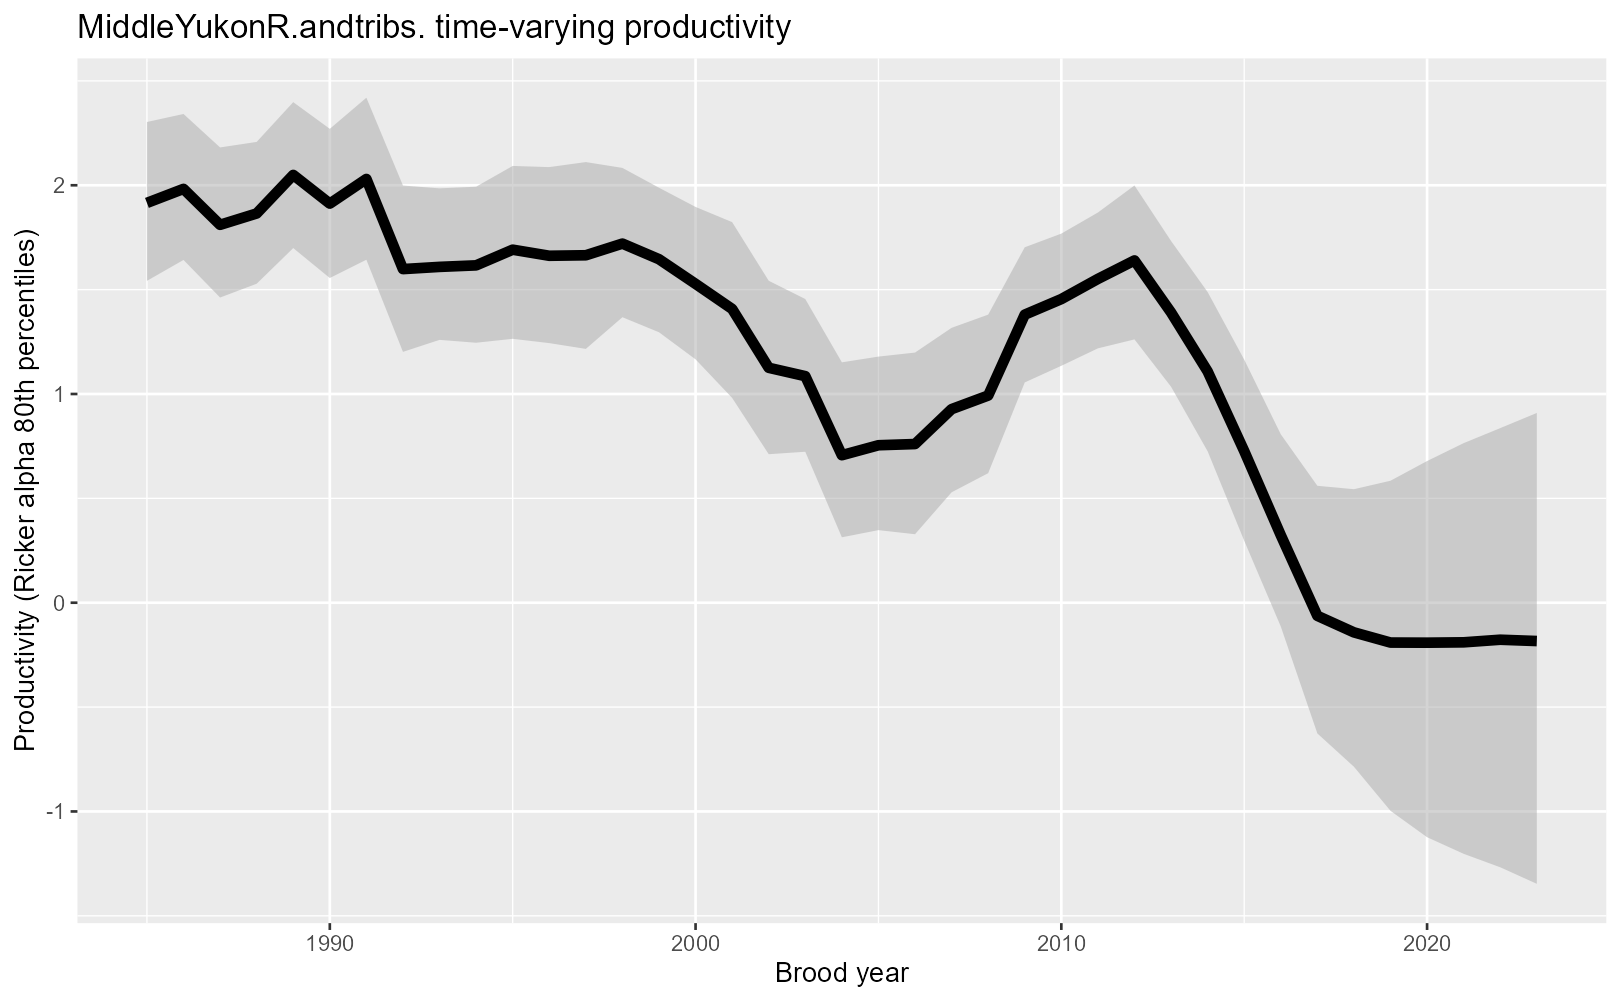 MiddleYukonR.andtribs. time-varying productivity
Productivity (Ricker alpha 80th percentiles)
2
1
0
-1
1990 2000 2010 2020
Brood year